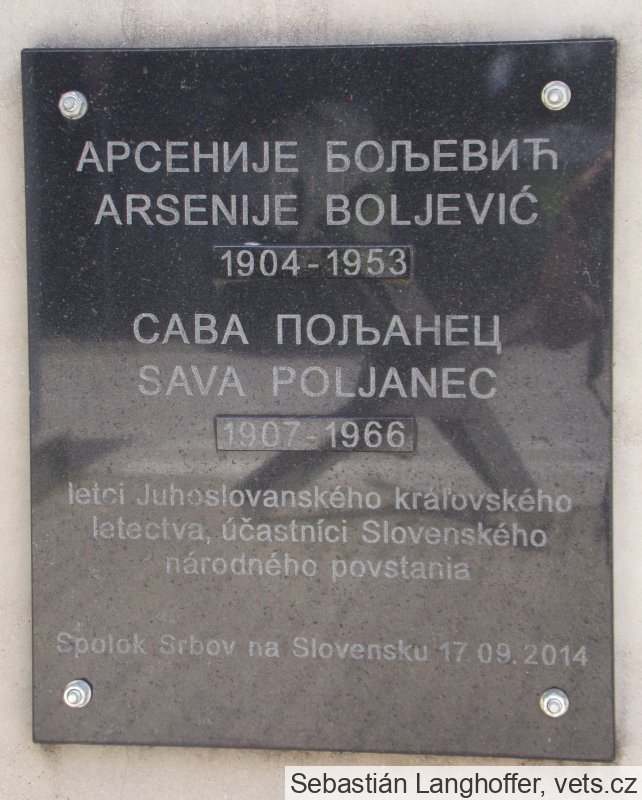 АРСЕНИЈЕ БОЉЕВИЋ
ARSENIJE BOLJEVIĆ
1904-1953
САВА ПОЉАНЕЦ
SAVA POLJANEC
1907-1966
letci Juhoslovanského kráľovského
letectva, účastníci Slovenského
národného povstania
Spolok Srbov na Slovensku 17.09.2014
Sebastián Langhoffer, vets.cz